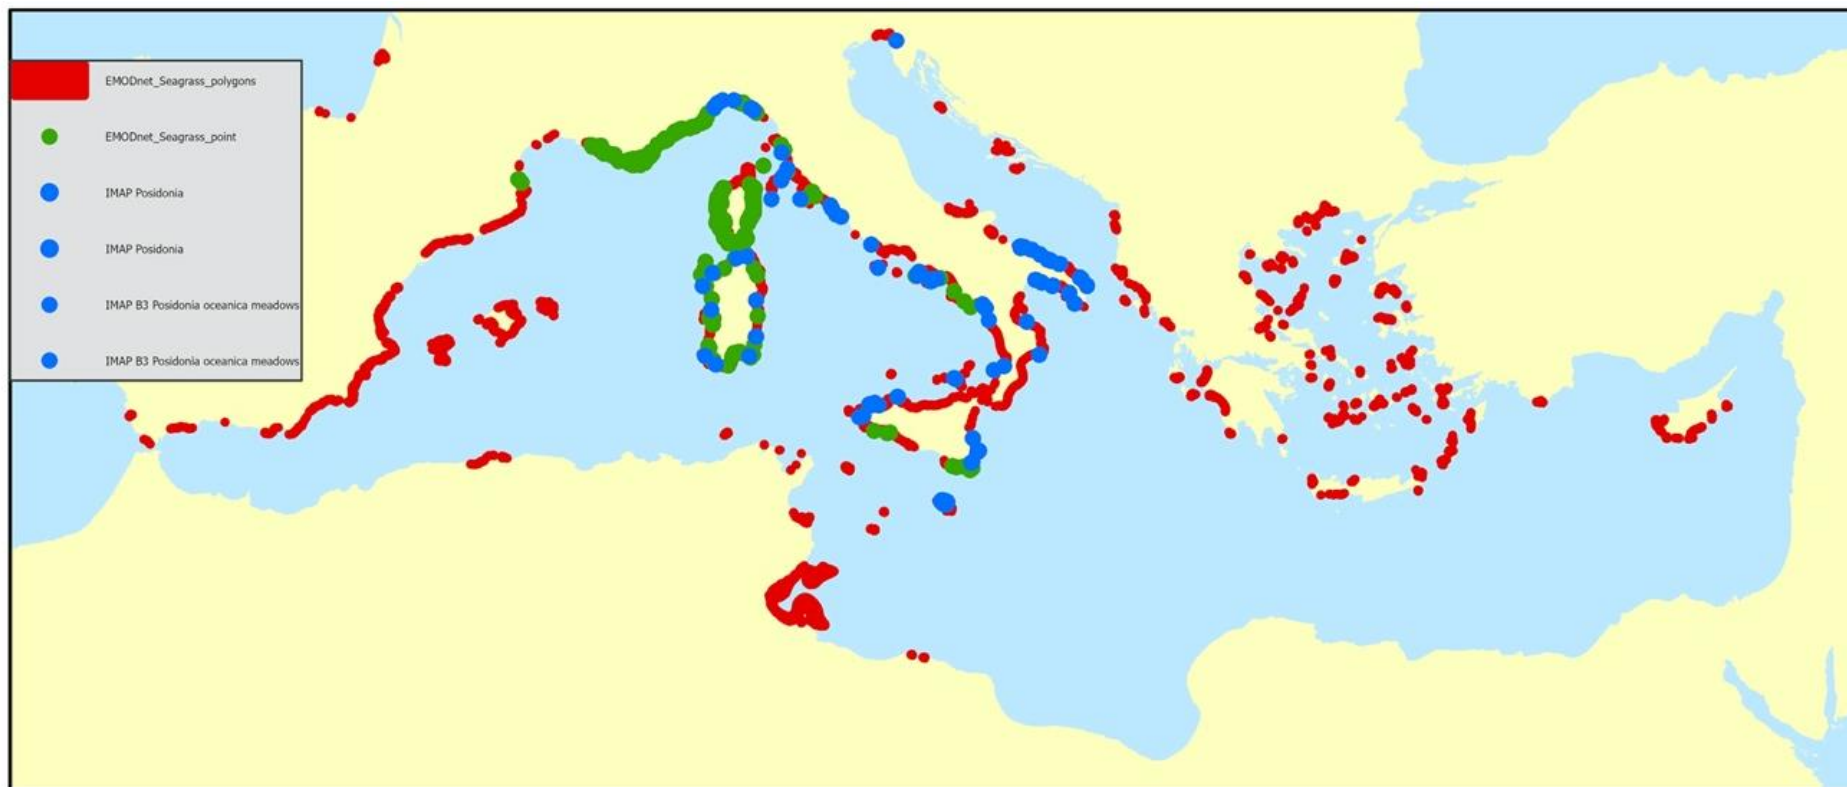 EMODnet_Seagrass_polygons
EMODnet_Seagrass_point
IMAP Posidonia
IMAP Posidonia
IMAP B3 Posidonia oceanica meadows
IMAP B3 Posidonia oceanica meadows